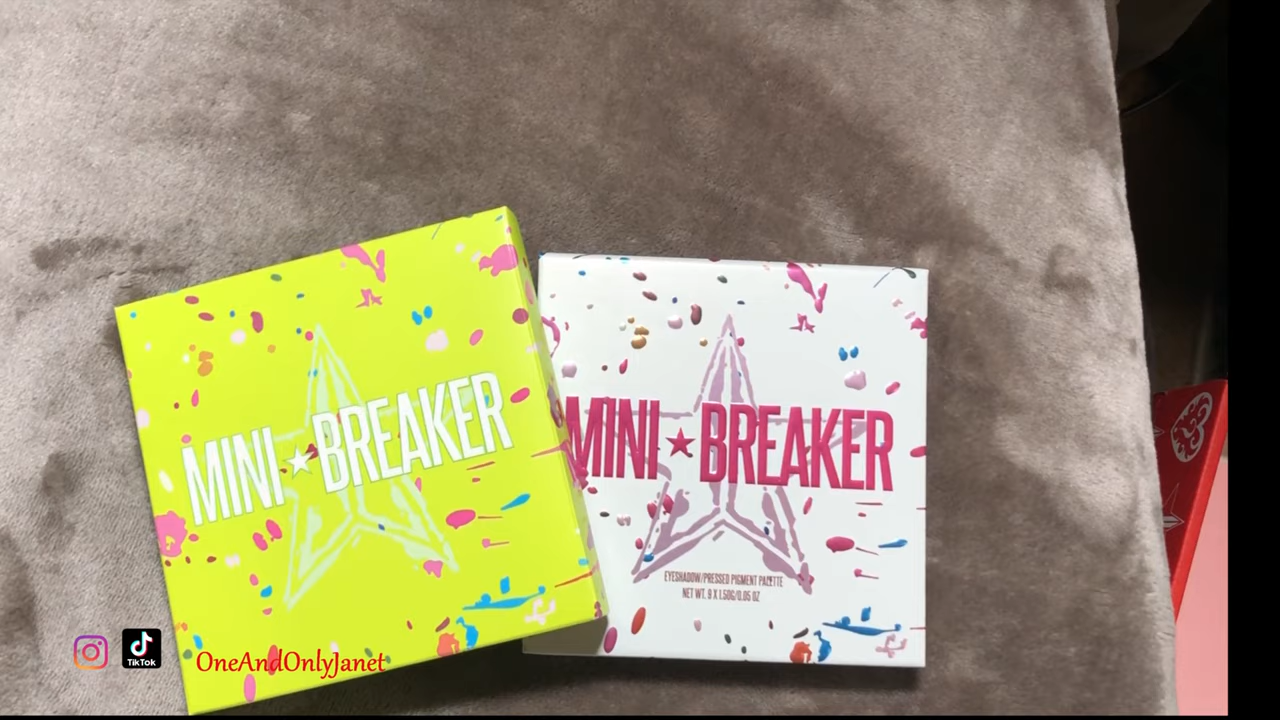 MINI★BREAKER
MINI★BREAKER
EYESHADOW/PRESSED PIGMENT PALETTE
NET WT. 9 X 1.50G/0.05 OZ
TikTok
OneAndOnlyJanet